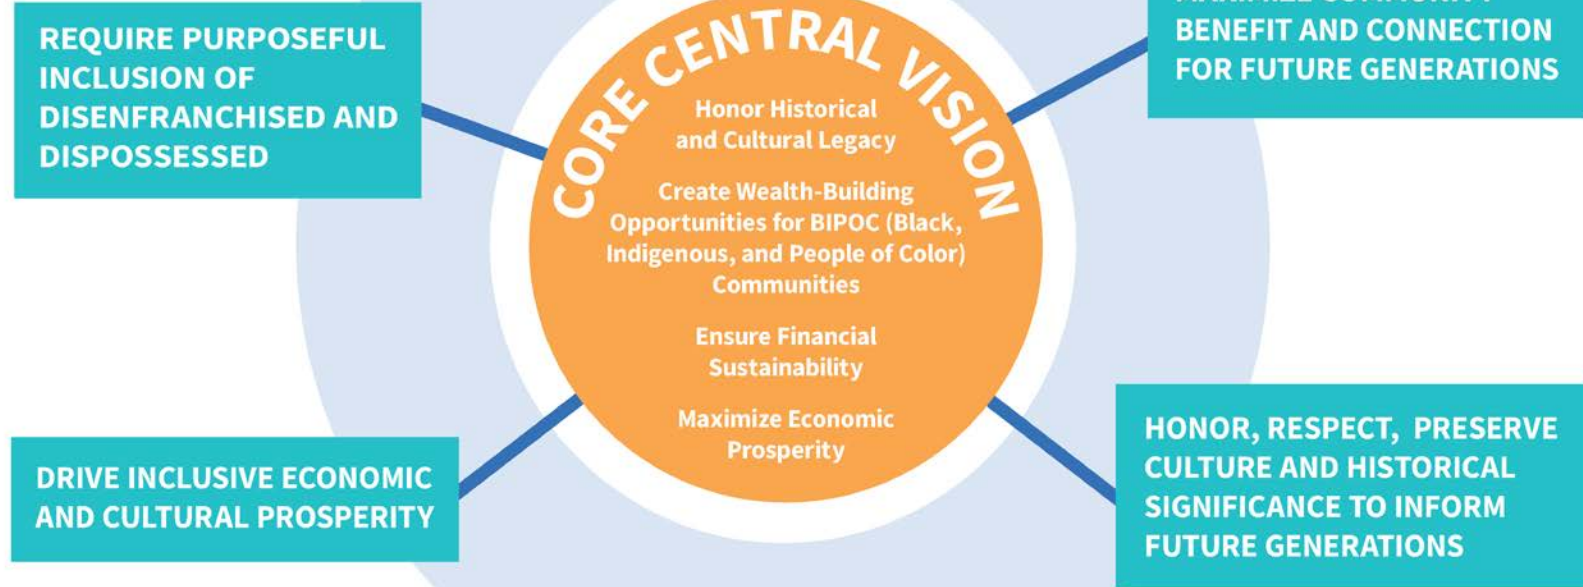 REQUIRE PURPOSEFUL
INCLUSION OF
DISENFRANCHISED AND
DISPOSSESSED
CORE CENTRAL VISION
Honor Historical
and Cultural Legacy
Create Wealth-Building
Opportunities for BIPOC (Black,
Indigenous, and People of Color)
Communities
Ensure Financial
Sustainability
Maximize Economic
Prosperity
BENEFIT AND CONNECTION
FOR FUTURE GENERATIONS
DRIVE INCLUSIVE ECONOMIC
AND CULTURAL PROSPERITY
HONOR, RESPECT, PRESERVE
CULTURE AND HISTORICAL
SIGNIFICANCE TO INFORM
FUTURE GENERATIONS